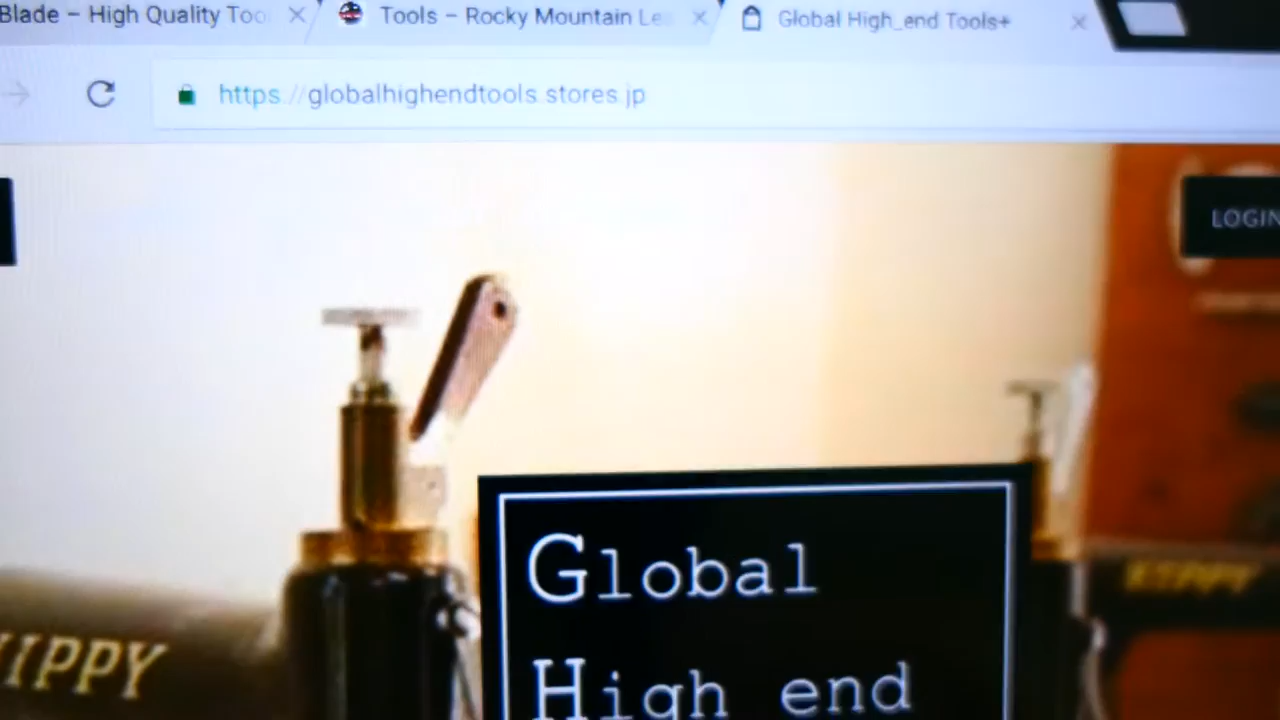 Blade – High Quality Too
Tools – Rocky Mountain Le
Global High_end Tools+
https://globalhighendtools.stores.jp
LOGIN
Global
High end
IPPY